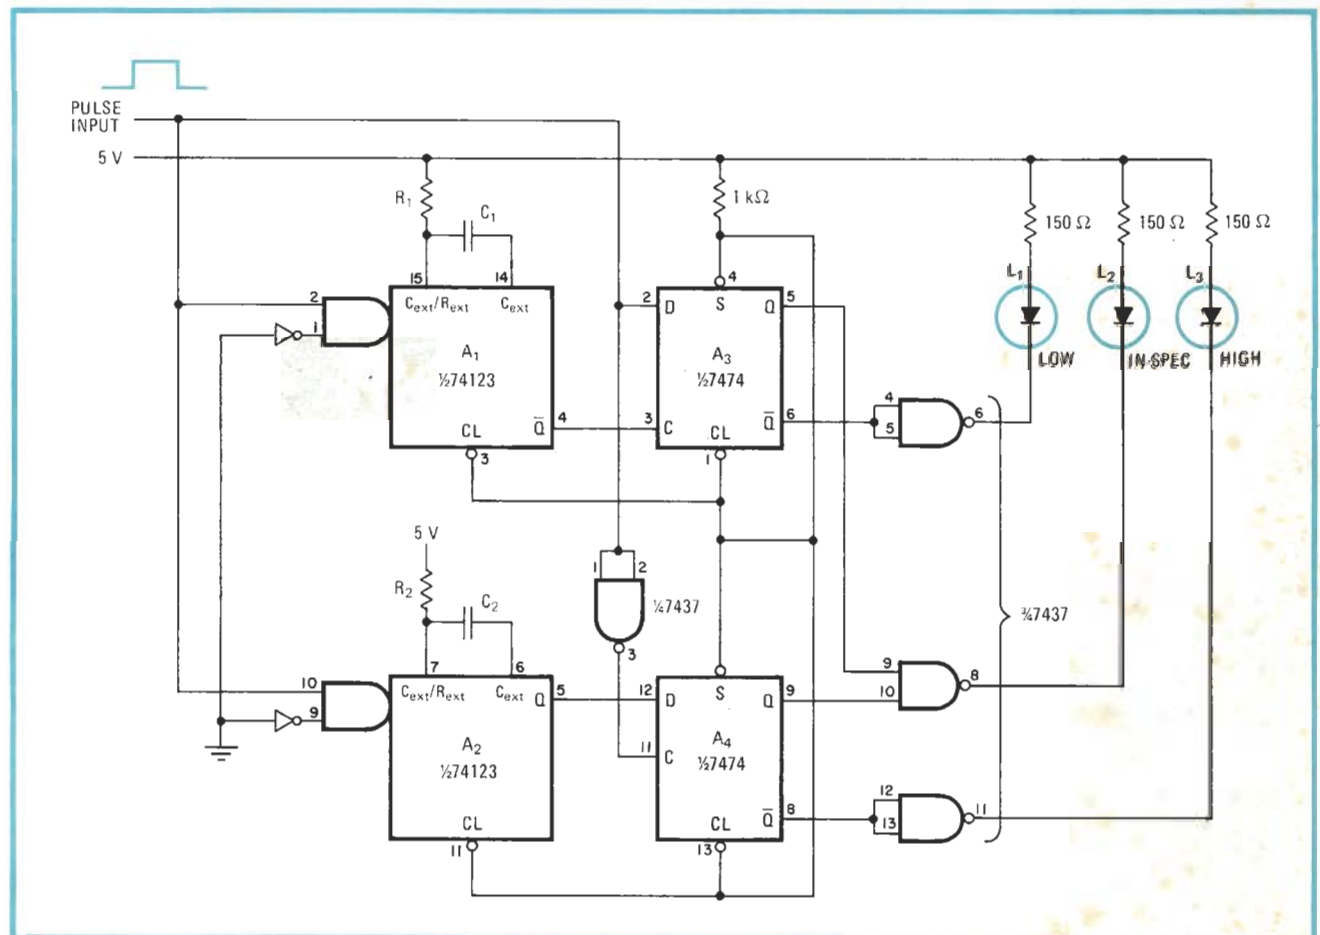 PULSE
INPUT
5 V
R₁
C₁
1 kΩ
150 Ω
150 Ω
150 Ω
L₁
L₂
L₃
LOW
IN-SPEC
HIGH
15
14
2
1
Cext/Rext
Cext
A₁
½74123
Q̅
4
CL
3
4
S
2
D
Q
5
A₃
½7474
3
C
Q̅
6
CL
1
4
5
6
5 V
R₂
C₂
1
2
¼7437
3
¾7437
7
6
10
9
Cext/Rext
Cext
Q
5
A₂
½74123
CL
11
S
12
D
Q
9
A₄
½7474
11
C
Q̅
8
CL
13
9
10
8
12
13
11